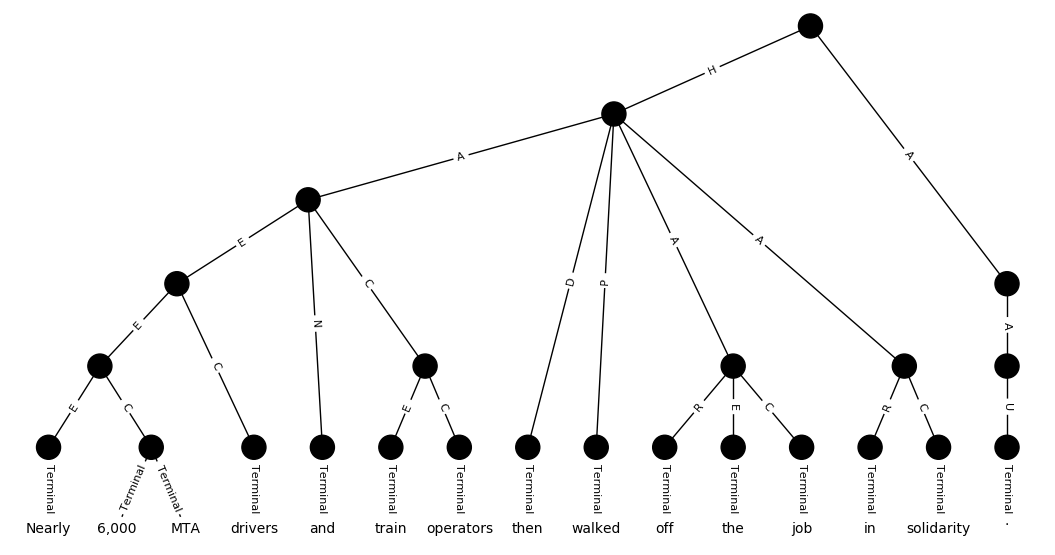 H
A
A
E
E
N
C
D
P
A
A
A
E
C
E
C
E
C
R
E
C
R
C
U
Terminal Terminal Terminal Terminal Terminal Terminal Terminal Terminal Terminal Terminal Terminal Terminal Terminal Terminal Terminal
Nearly 6,000 MTA drivers and train operators then walked off the job in solidarity .